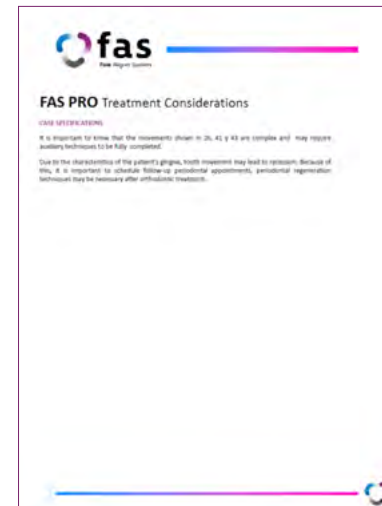 fas
Face Aligner System
FAS PRO Treatment Considerations
CASE SPECIFICATIONS
It is important to know that the movements shown in 26, 41 y 43 are complex and may require
auxiliary techniques to be fully completed.
Due to the characteristics of the patient's gingiva, tooth movement may lead to recession. Because of
this, it is important to schedule follow-up periodontal appointments, periodontal regeneration
techniques may be necessary after orthodontic treatment.